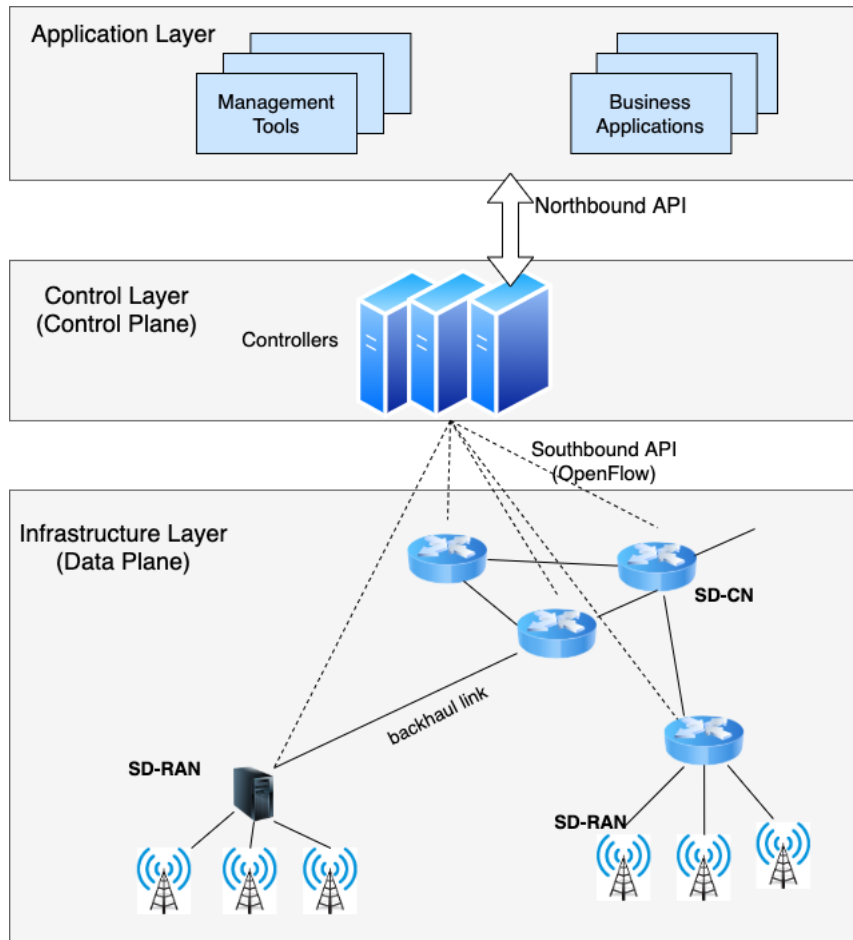 Application Layer
Management
Tools
Business
Applications
Northbound API
Control Layer
(Control Plane)
Controllers
Southbound API
(OpenFlow)
Infrastructure Layer
(Data Plane)
SD-CN
backhaul link
SD-RAN
SD-RAN